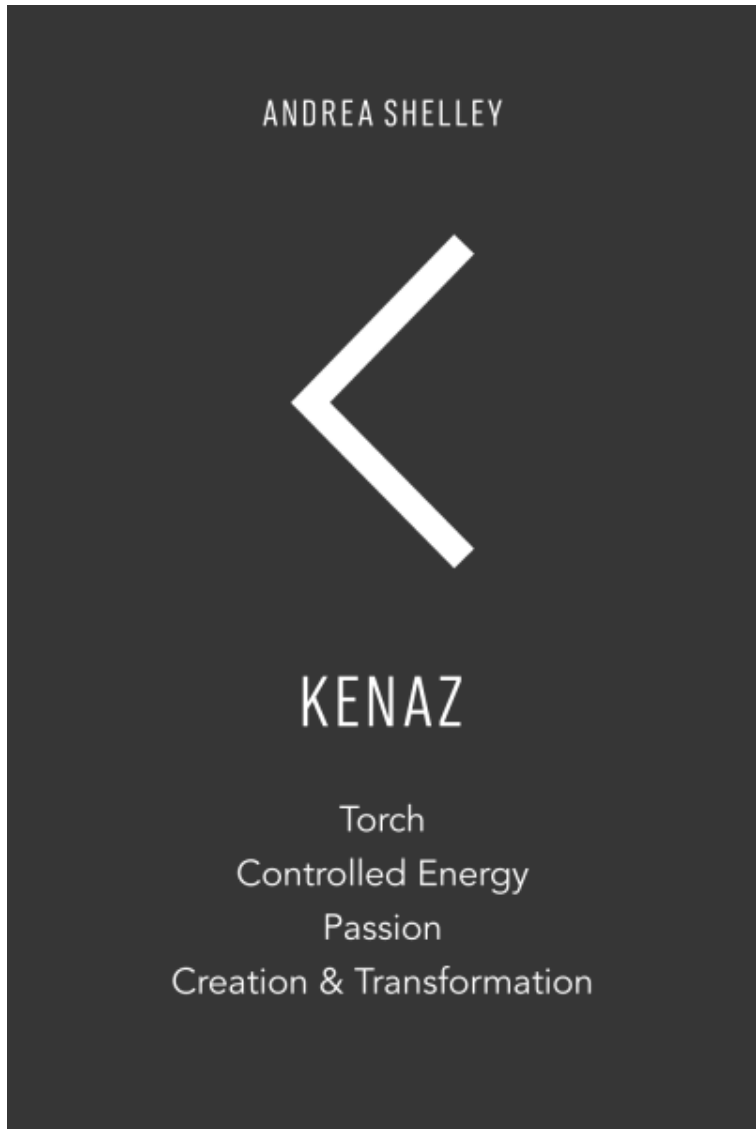 ANDREA SHELLEY
KENAZ
Torch
Controlled Energy
Passion
Creation & Transformation